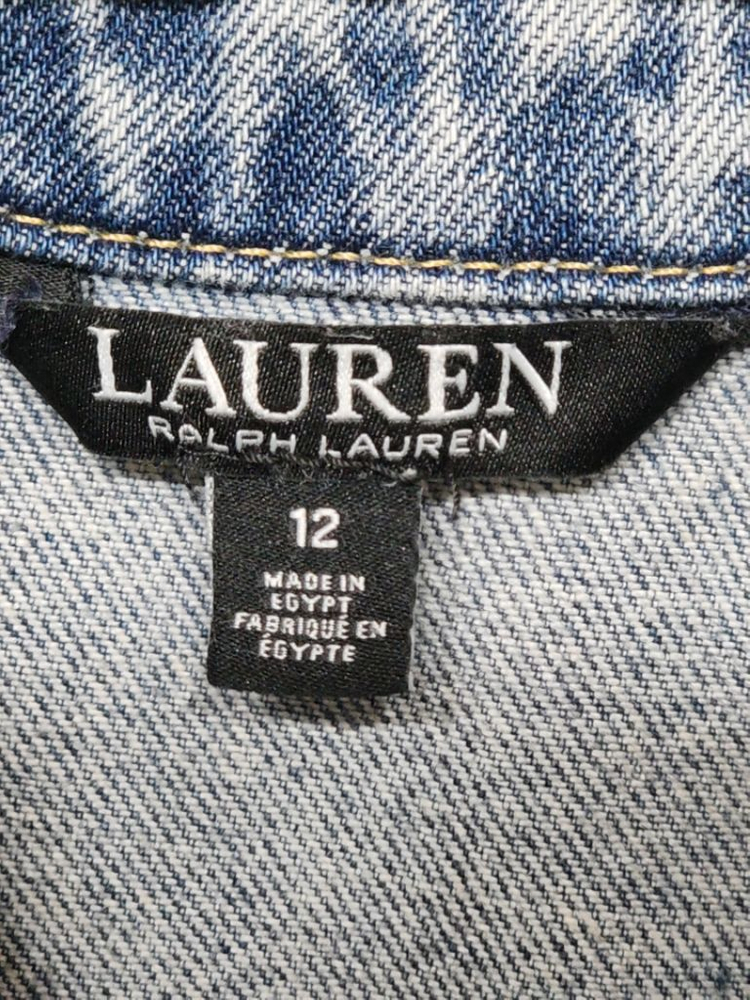 LAUREN
RALPH LAUREN
12
MADE IN
EGYPT
FABRIQUÉ EN
ÉGYPTE